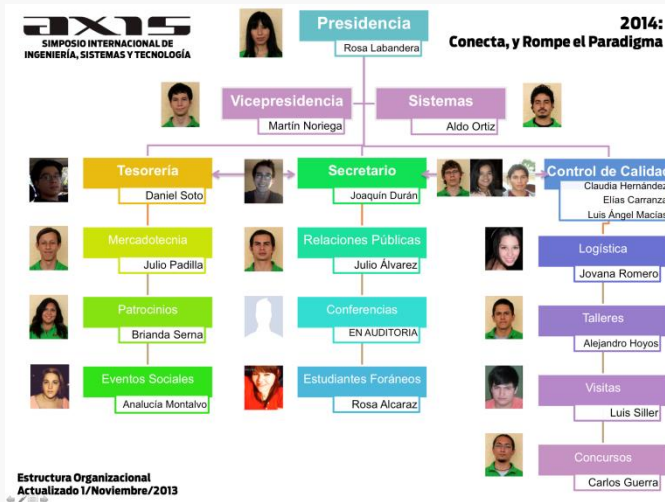 axis
SIMPOSIO INTERNACIONAL DE
INGENIERÍA, SISTEMAS Y TECNOLOGÍA
Presidencia
Rosa Labandera
2014:
Conecta, y Rompe el Paradigma
Vicepresidencia
Martín Noriega
Sistemas
Aldo Ortiz
Tesorería
Daniel Soto
Secretario
Joaquín Durán
Control de Calidad
Claudia Hernández
Elías Carranza
Luis Ángel Macías
Mercadotecnia
Julio Padilla
Relaciones Públicas
Julio Álvarez
Logística
Jovana Romero
Patrocinios
Brianda Serna
Conferencias
EN AUDITORIA
Talleres
Alejandro Hoyos
Eventos Sociales
Analucía Montalvo
Estudiantes Foráneos
Rosa Alcaraz
Visitas
Luis Siller
Concursos
Carlos Guerra
Estructura Organizacional
Actualizado 1/Noviembre/2013